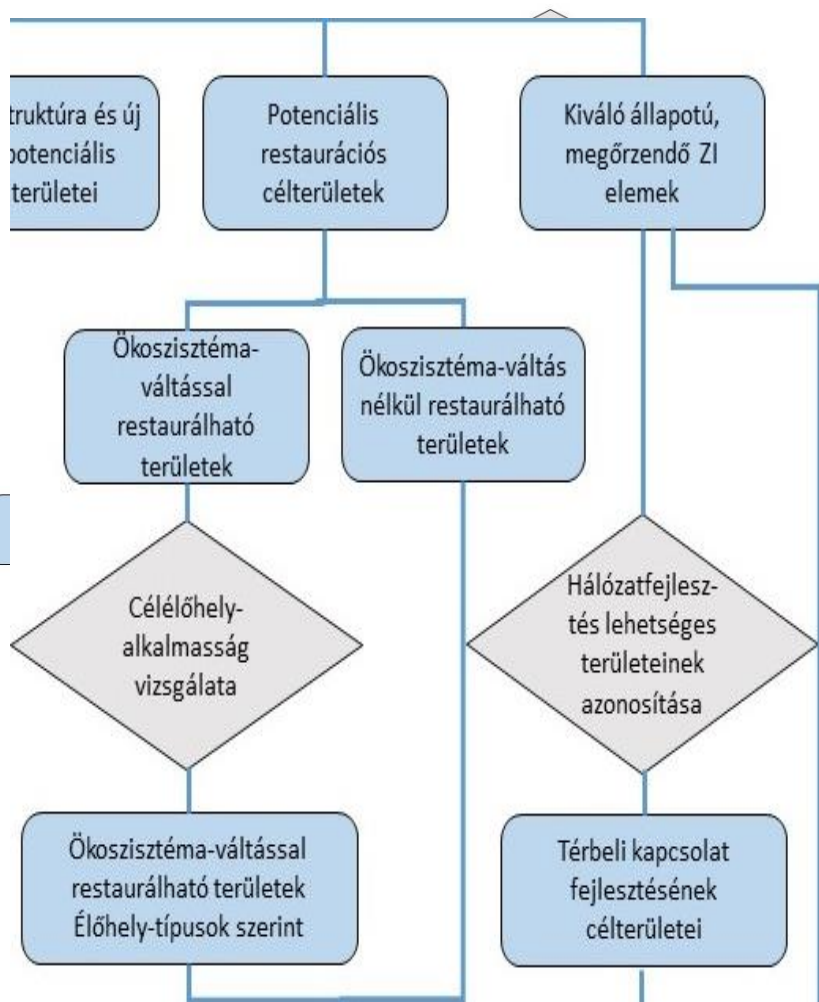 truktúra és új
potenciális
területei
Potenciális
restaurációs
célterületek
Kiváló állapotú,
megőrzendő ZI
elemek
Ökoszisztéma-
váltással
restaurálható
területek
Ökoszisztéma-váltás
nélkül restaurálható
területek
Célélőhely-
alkalmasság
vizsgálata
Hálózatfejlesz-
tés lehetséges
területeinek
azonosítása
Ökoszisztéma-váltással
restaurálható területek
Élőhely-típusok szerint
Térbeli kapcsolat
fejlesztésének
célterületei